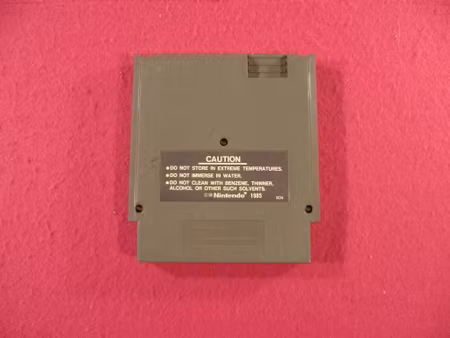 CAUTION
•DO NOT STORE IN EXTREME TEMPERATURES.
•DO NOT IMMERSE IN WATER.
•DO NOT CLEAN WITH BENZENE, THINNER,
ALCOHOL OR OTHER SUCH SOLVENTS.
©Nintendo® 1985